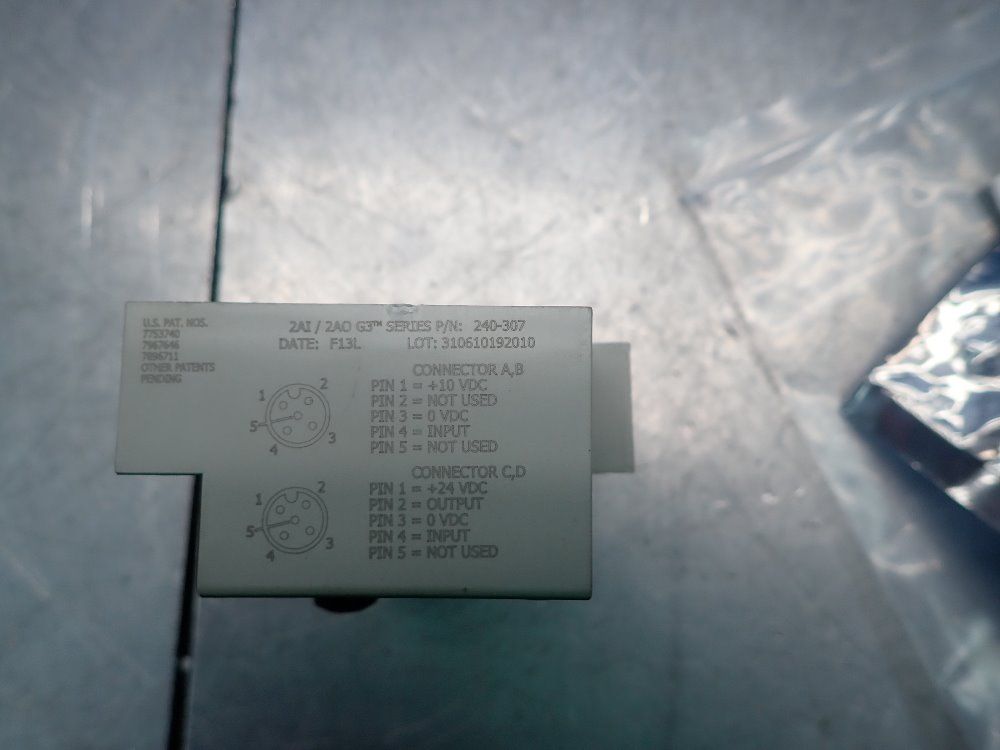 U.S. PAT. NOS.
7753740
7967646
7896711
OTHER PATENTS
PENDING
2AI / 2AO G3™ SERIES P/N: 240-307
DATE: F13L LOT: 310610192010
CONNECTOR A,B
1 2 3 4 5
PIN 1 = +10 VDC
PIN 2 = NOT USED
PIN 3 = 0 VDC
PIN 4 = INPUT
PIN 5 = NOT USED
CONNECTOR C,D
1 2 3 4 5
PIN 1 = +24 VDC
PIN 2 = OUTPUT
PIN 3 = 0 VDC
PIN 4 = INPUT
PIN 5 = NOT USED